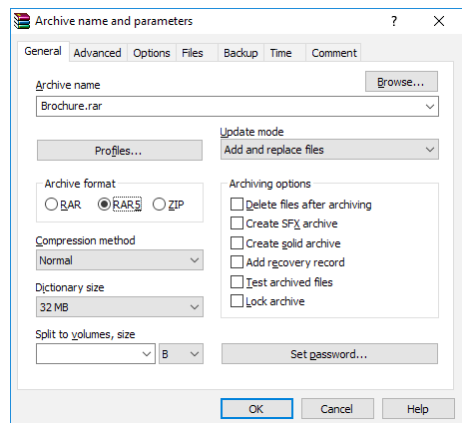 Archive name and parameters ?
General Advanced Options Files Backup Time Comment
Archive name
Browse...
Brochure.rar
Profiles...
Update mode
Add and replace files
Archive format
RAR RAR5 ZIP
Compression method
Normal
Dictionary size
32 MB
Split to volumes, size
B
Archiving options
Delete files after archiving
Create SFX archive
Create solid archive
Add recovery record
Test archived files
Lock archive
Set password...
OK Cancel Help